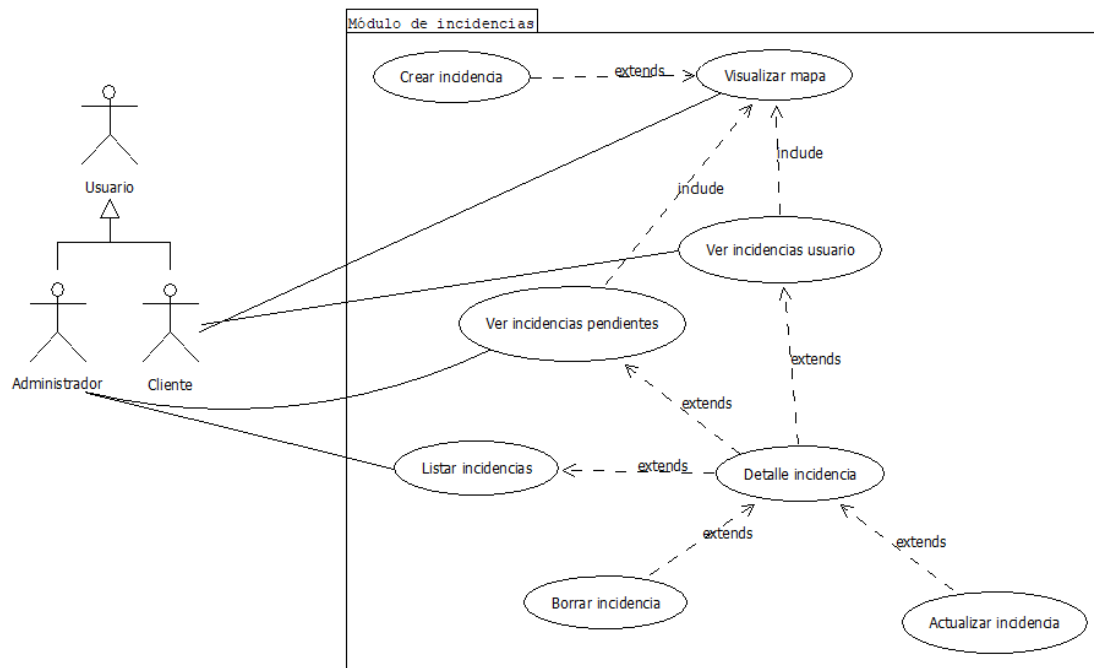 Módulo de incidencias
Crear incidencia
extends
Visualizar mapa
include
include
Usuario
Ver incidencias usuario
Ver incidencias pendientes
extends
Administrador
Cliente
extends
Listar incidencias
extends
Detalle incidencia
extends
extends
Borrar incidencia
Actualizar incidencia